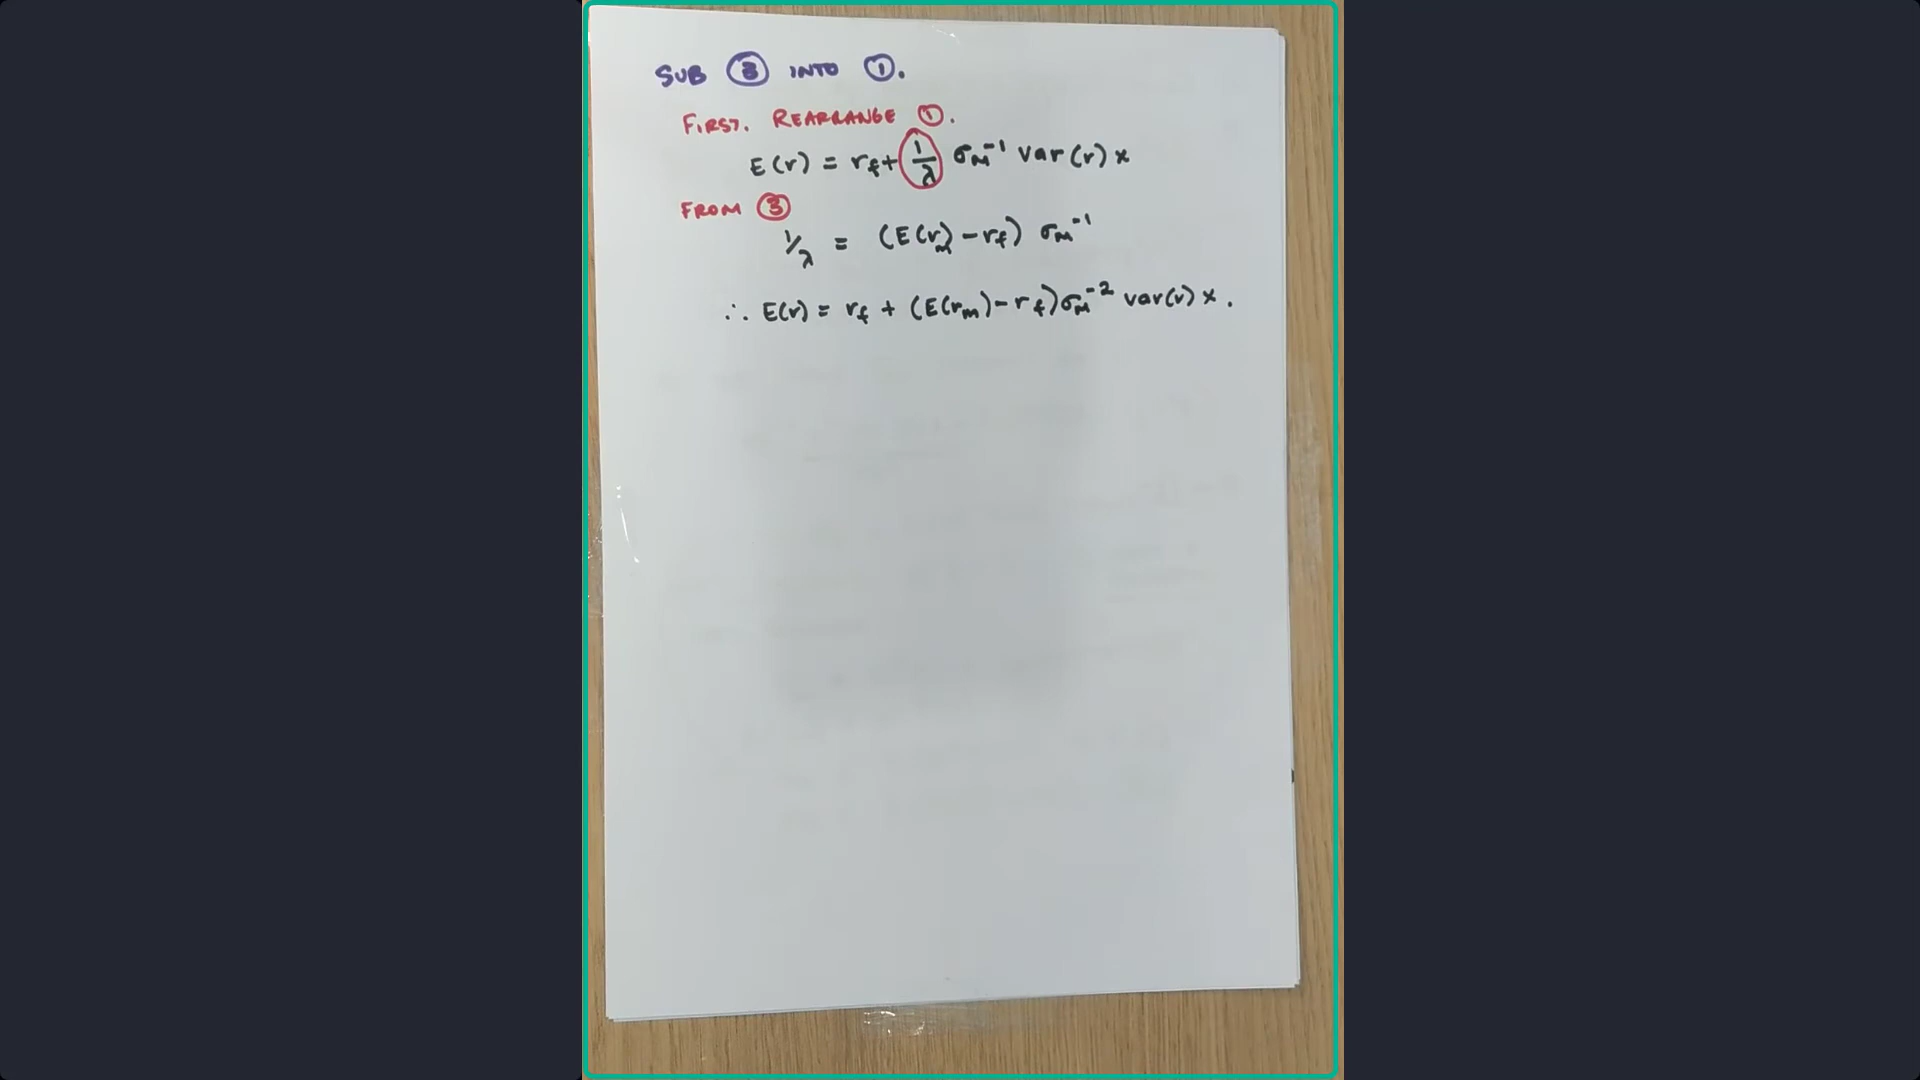 SUB ③ INTO ①.
FIRST. REARRANGE ①.
E(r) = r_f + (1/λ) σ_M⁻¹ var(r) x
FROM ③
1/λ = (E(r_m) - r_f) σ_M⁻¹
∴ E(r) = r_f + (E(r_m) - r_f) σ_M⁻² var(r) x.